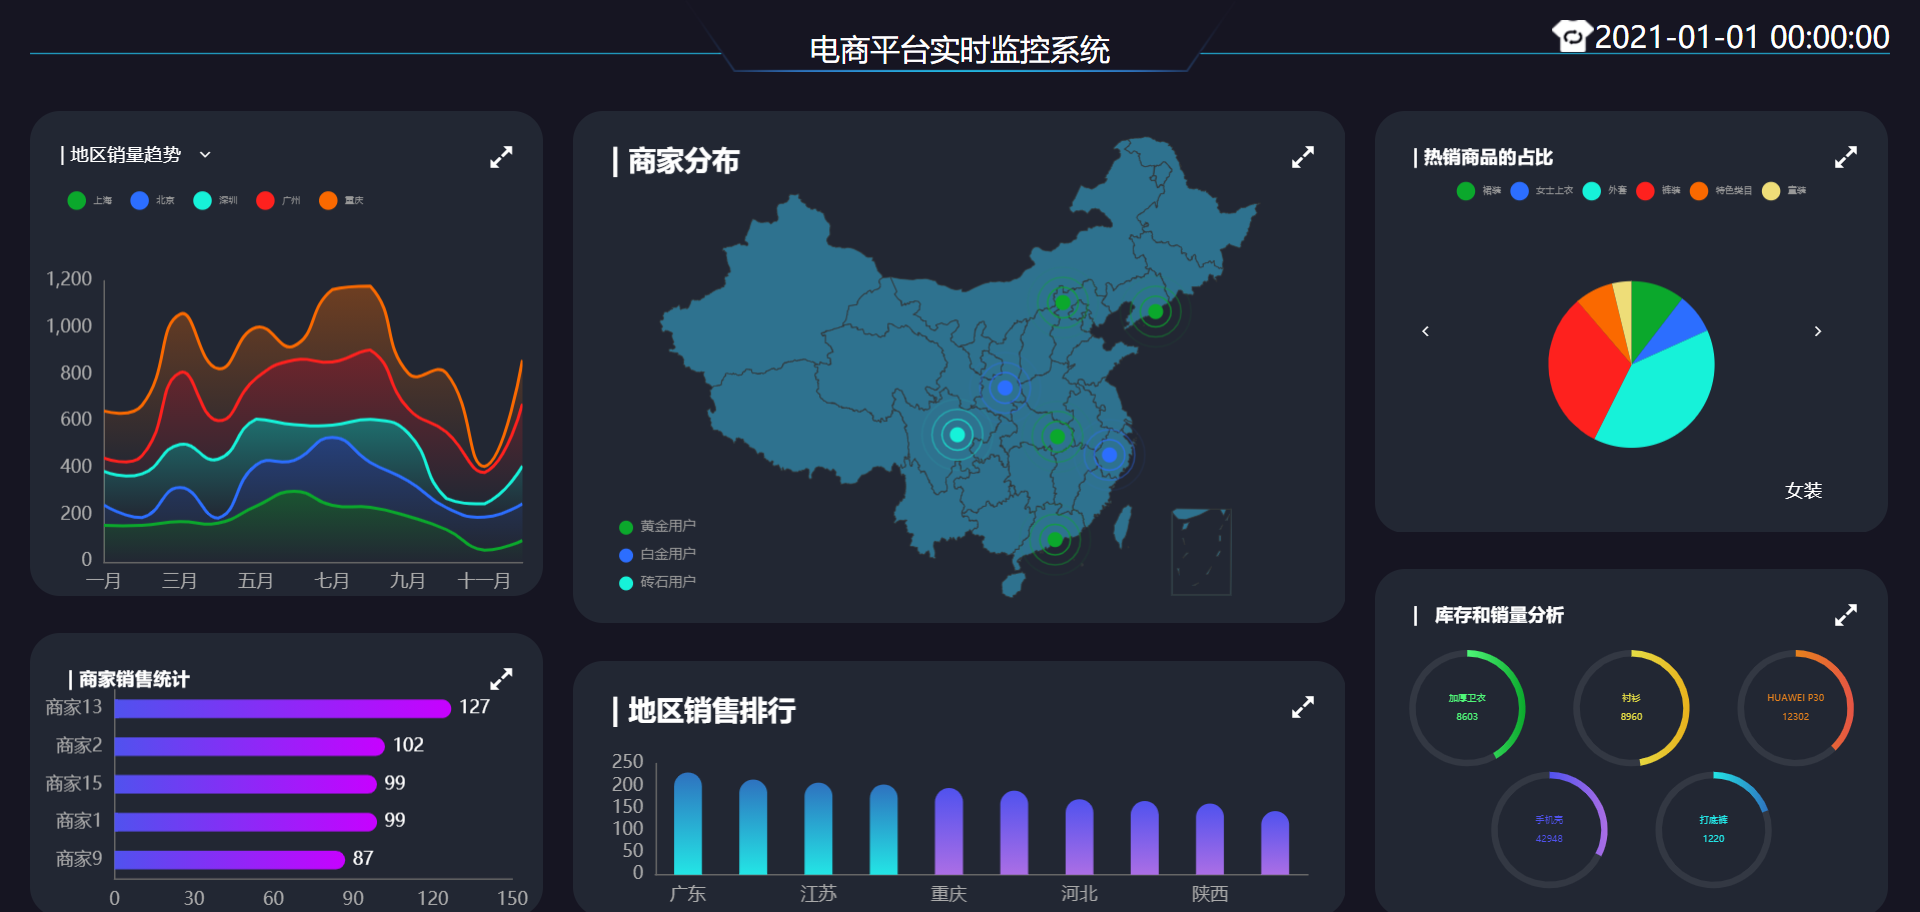 电商平台实时监控系统
2021-01-01 00:00:00
地区销量趋势
上海 北京 深圳 广州 重庆
1,200
1,000
800
600
400
200
0
一月 三月 五月 七月 九月 十一月
商家销售统计
商家13 127
商家2 102
商家15 99
商家1 99
商家9 87
0 30 60 90 120 150
商家分布
黄金用户
白金用户
砖石用户
地区销售排行
250
200
150
100
50
0
广东 江苏 重庆 河北 陕西
热销商品的占比
裙装 女士上衣 外套 裤装 特色类目 童装
女装
库存和销量分析
加厚卫衣
8603
衬衫
8960
HUAWEI P30
12302
手机壳
42948
打底裤
1220